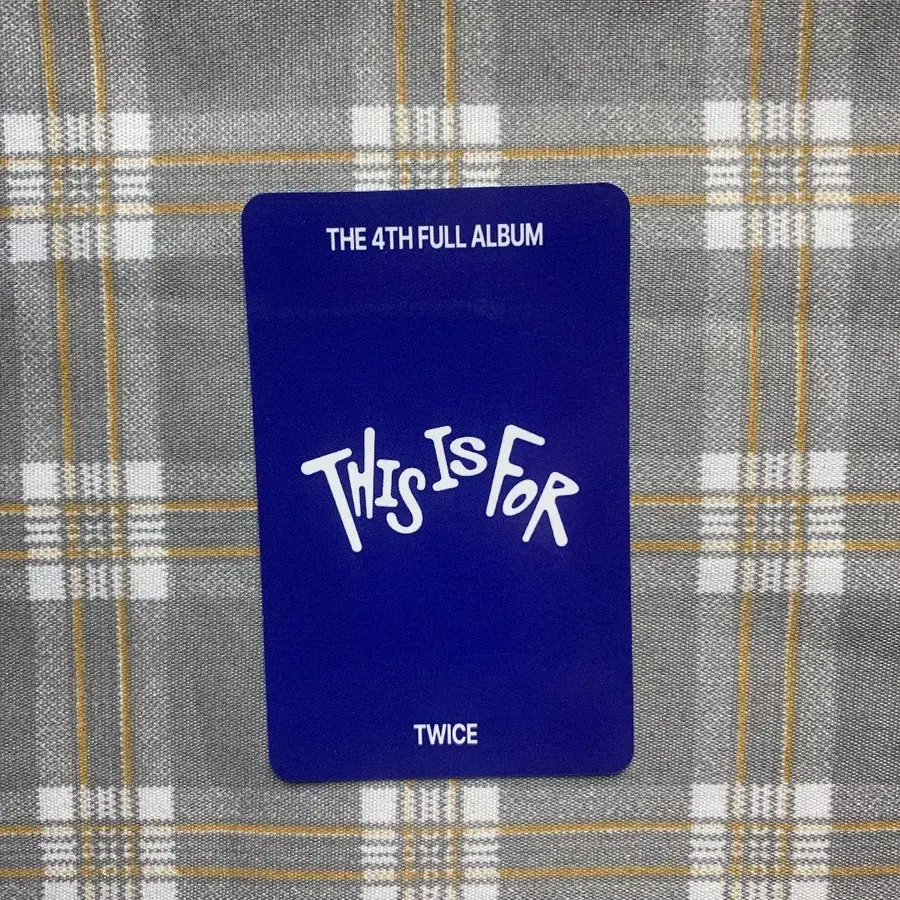 THE 4TH FULL ALBUM
THIS IS FOR
TWICE